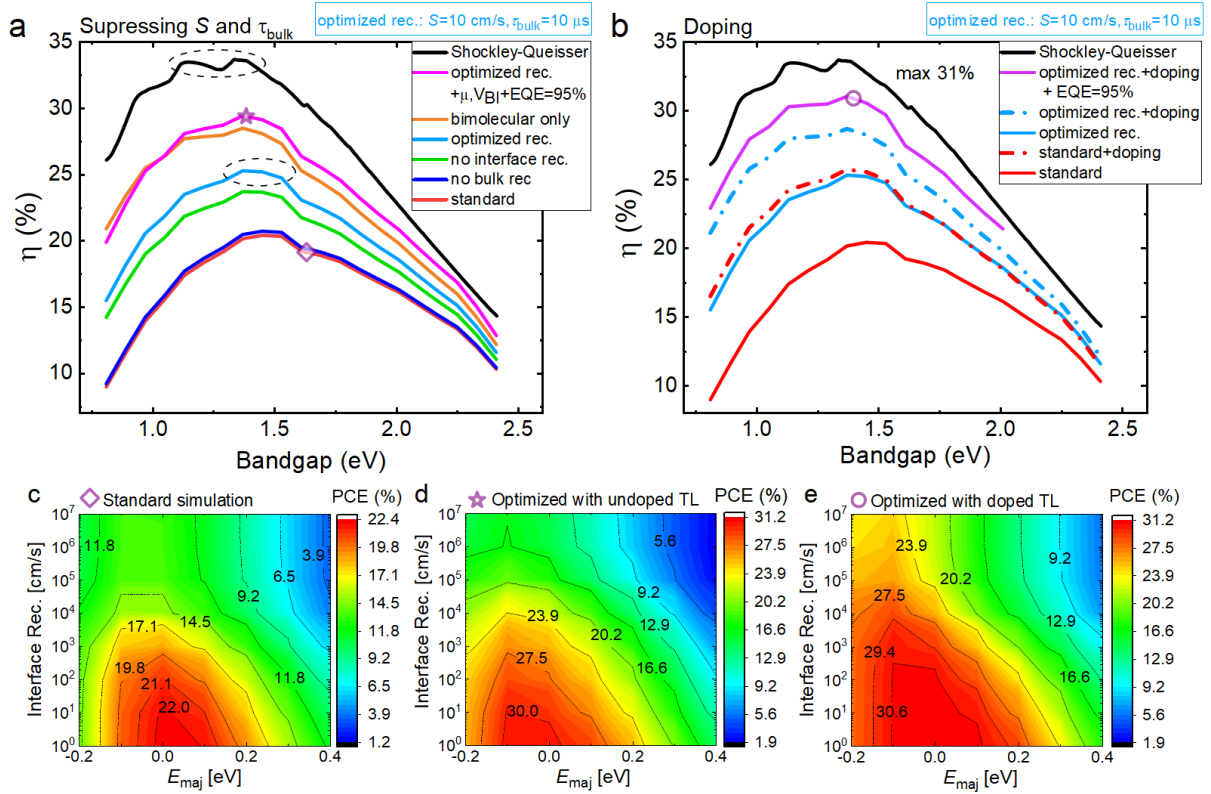 a
Supressing S and τbulk
optimized rec.: S=10 cm/s, τbulk=10 µs
Shockley-Queisser
optimized rec.
+µ,VBI+EQE=95%
bimolecular only
optimized rec.
no interface rec.
no bulk rec
standard
η (%)
35
30
25
20
15
10
1.0
1.5
2.0
2.5
Bandgap (eV)
b
Doping
optimized rec.: S=10 cm/s, τbulk=10 µs
max 31%
Shockley-Queisser
optimized rec.+doping
+ EQE=95%
optimized rec.+doping
optimized rec.
standard+doping
standard
η (%)
35
30
25
20
15
10
1.0
1.5
2.0
2.5
Bandgap (eV)
c
Standard simulation
PCE (%)
Interface Rec. [cm/s]
10⁷
10⁶
10⁵
10⁴
10³
10²
10¹
10⁰
11.8
3.9
6.5
9.2
17.1
14.5
19.8
11.8
21.1
22.0
-0.2
0.0
0.2
0.4
Emaj [eV]
22.4
19.8
17.1
14.5
11.8
9.2
6.5
3.9
1.2
d
Optimized with undoped TL
PCE (%)
Interface Rec. [cm/s]
10⁷
10⁶
10⁵
10⁴
10³
10²
10¹
10⁰
5.6
9.2
23.9
12.9
20.2
27.5
16.6
30.0
-0.2
0.0
0.2
0.4
Emaj [eV]
31.2
27.5
23.9
20.2
16.6
12.9
9.2
5.6
1.9
e
Optimized with doped TL
PCE (%)
Interface Rec. [cm/s]
10⁷
10⁶
10⁵
10⁴
10³
10²
10¹
10⁰
23.9
9.2
20.2
27.5
12.9
29.4
16.6
30.6
-0.2
0.0
0.2
0.4
Emaj [eV]
31.2
27.5
23.9
20.2
16.6
12.9
9.2
5.6
1.9